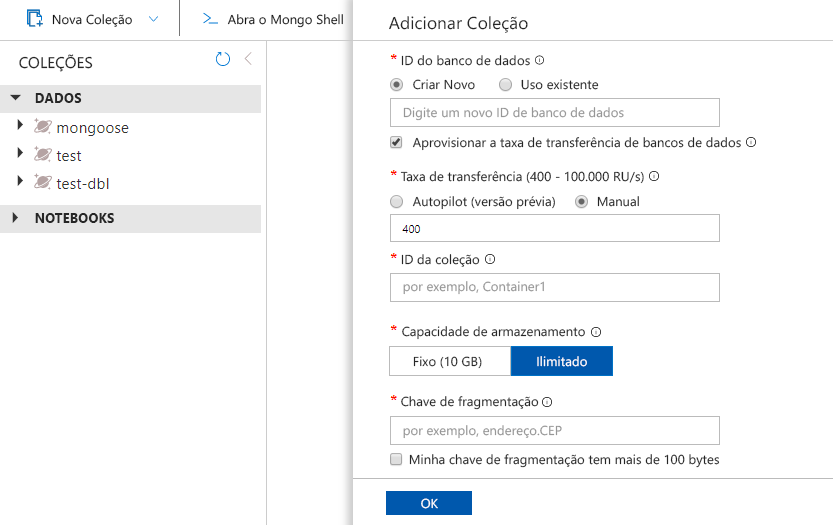 Nova Coleção
Abra o Mongo Shell
COLEÇÕES
DADOS
mongoose
test
test-dbl
NOTEBOOKS
Adicionar Coleção
* ID do banco de dados
Criar Novo
Uso existente
Digite um novo ID de banco de dados
Aprovisionar a taxa de transferência de bancos de dados
* Taxa de transferência (400 - 100.000 RU/s)
Autopilot (versão prévia)
Manual
400
* ID da coleção
por exemplo, Container1
* Capacidade de armazenamento
Fixo (10 GB)
Ilimitado
* Chave de fragmentação
por exemplo, endereço.CEP
Minha chave de fragmentação tem mais de 100 bytes
OK